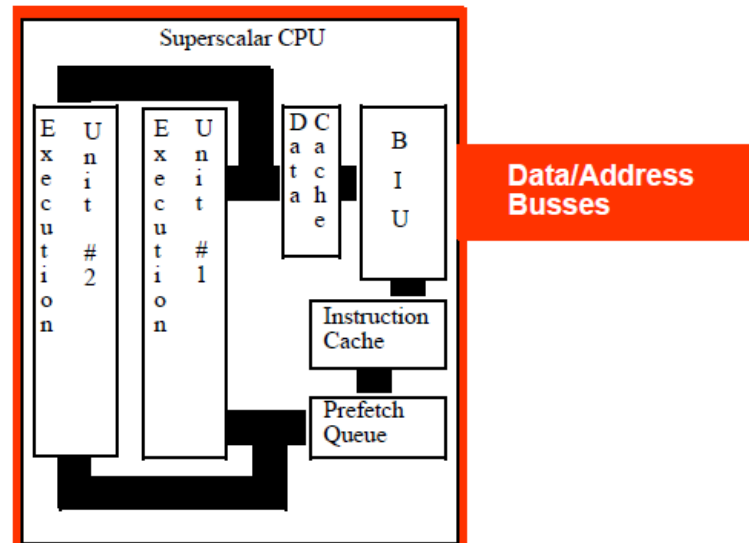 Superscalar CPU
Execution
Unit #2
Execution
Unit #1
Data
Cache
BIU
Data/Address
Busses
Instruction
Cache
Prefetch
Queue